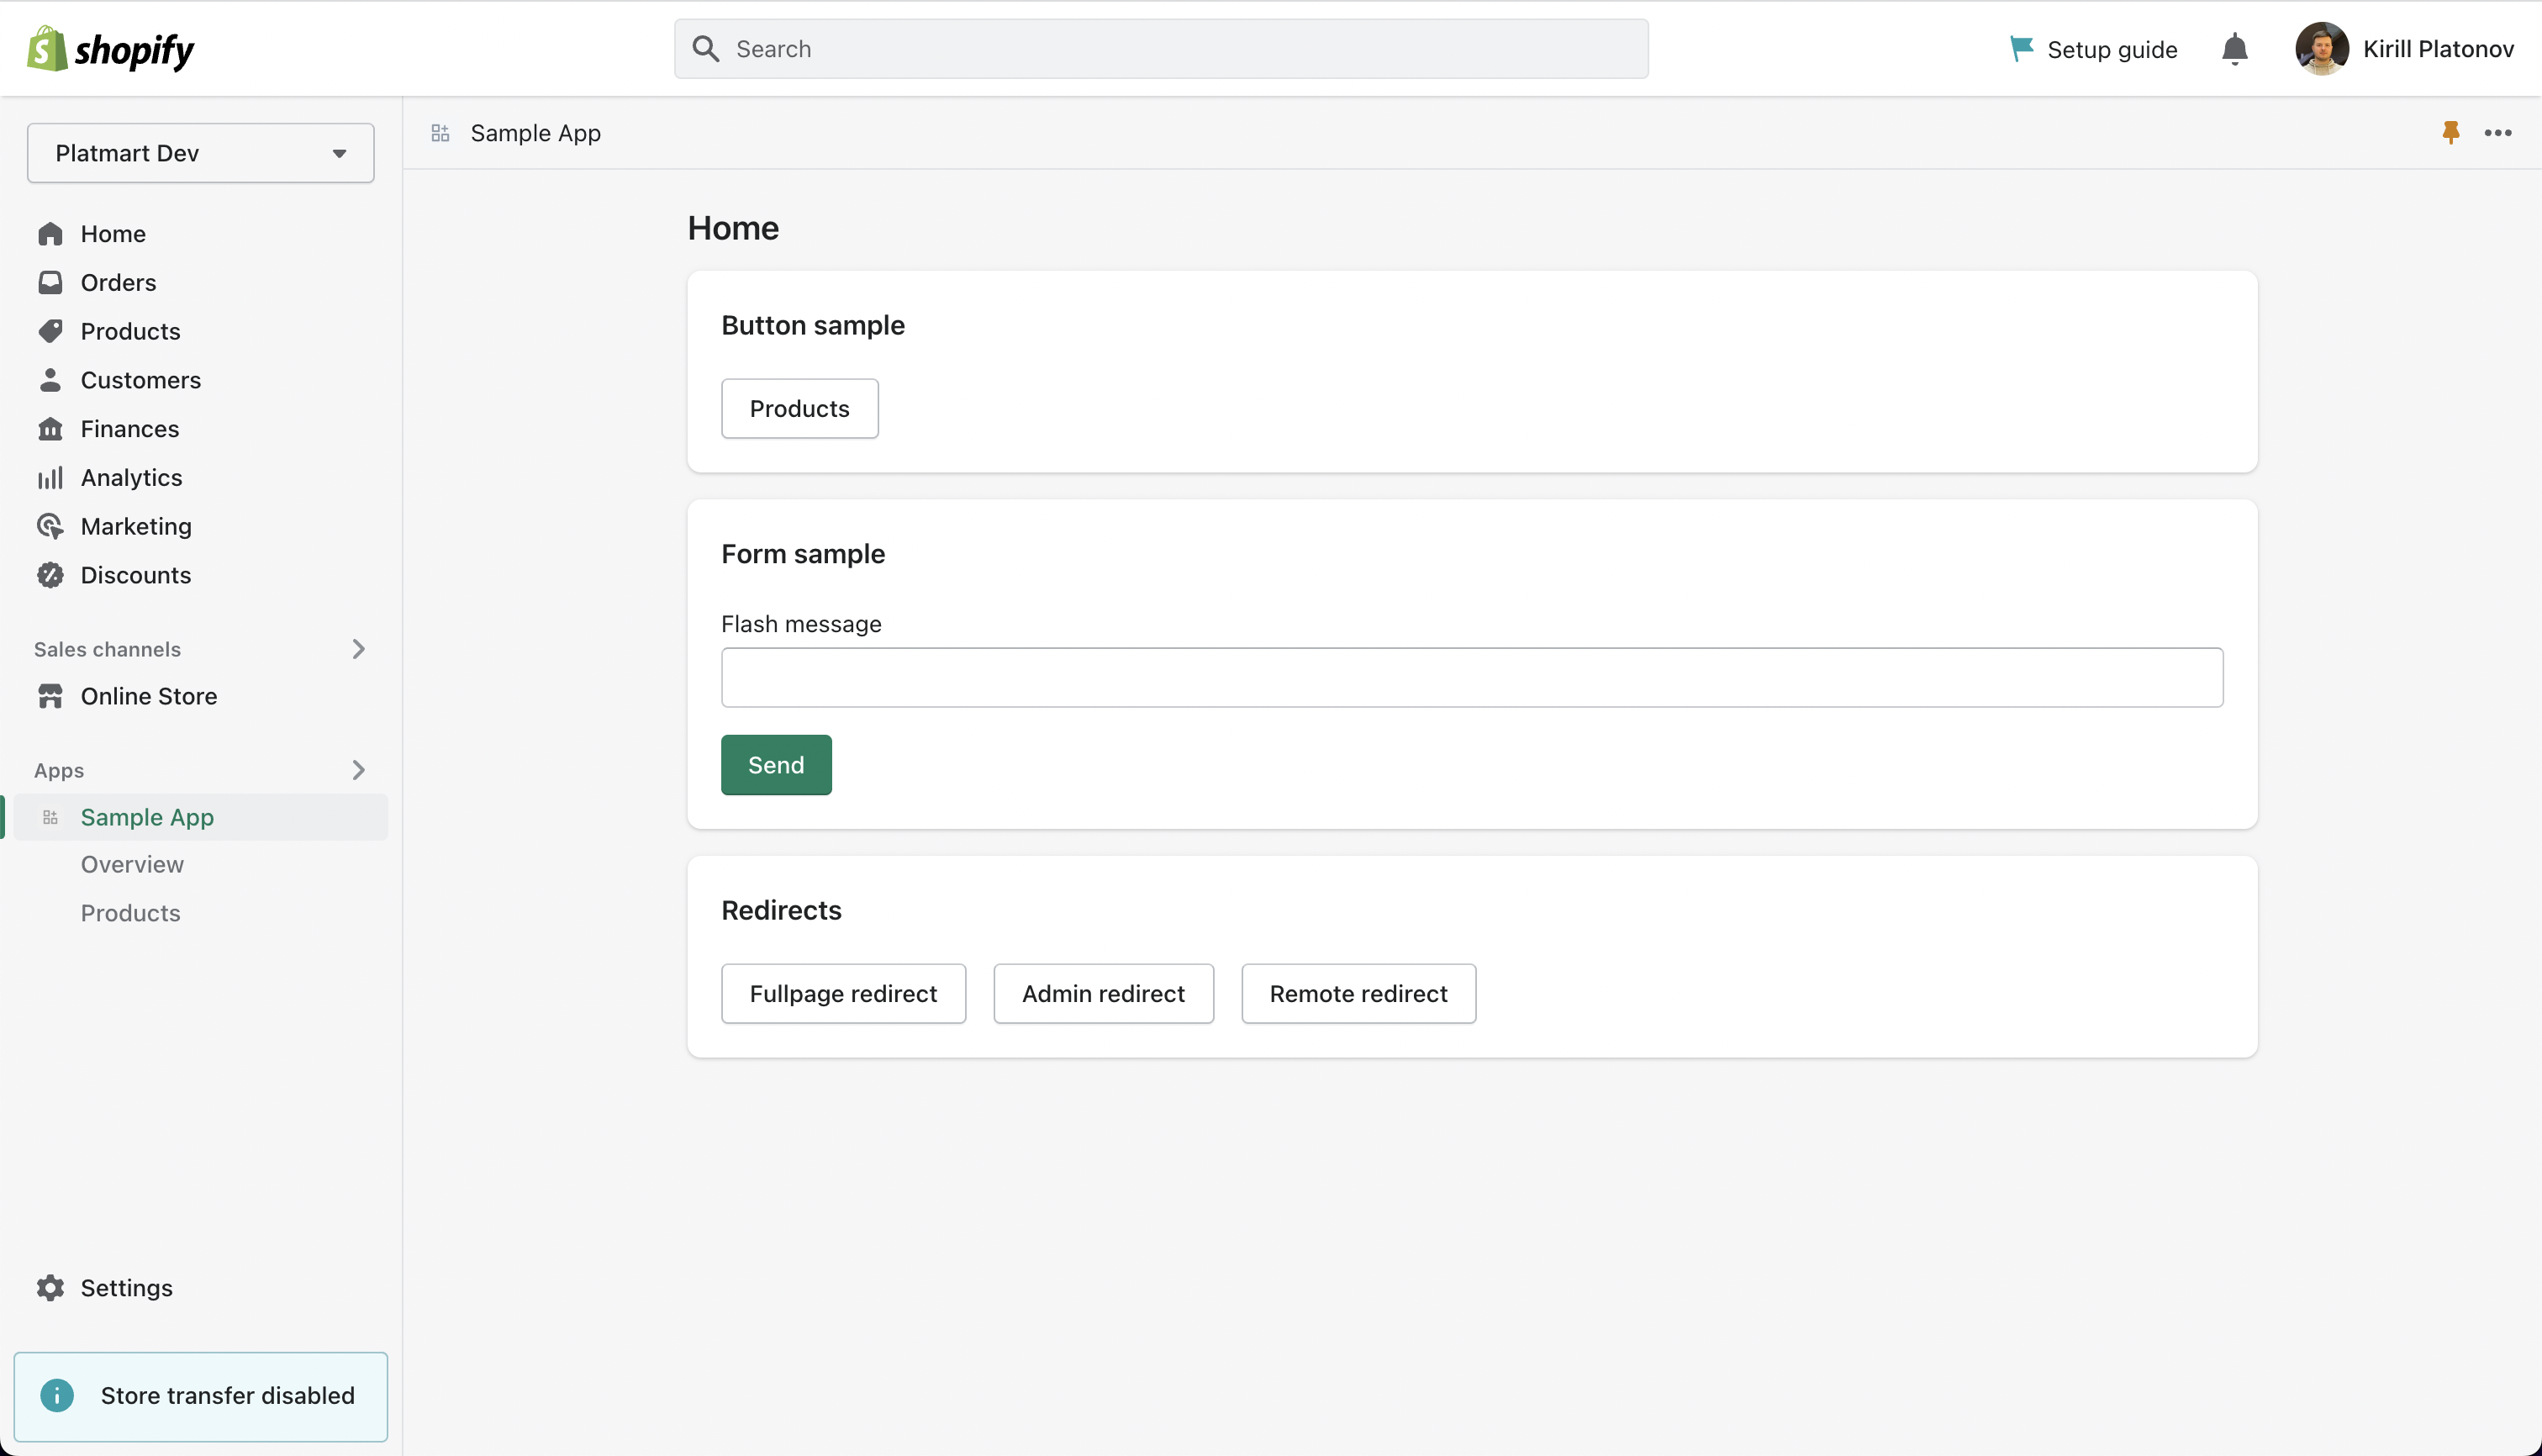 shopify
Search
Setup guide
Kirill Platonov
Platmart Dev
Home
Orders
Products
Customers
Finances
Analytics
Marketing
Discounts
Sales channels
Online Store
Apps
Sample App
Overview
Products
Settings
Store transfer disabled
Sample App
Home
Button sample
Products
Form sample
Flash message
Send
Redirects
Fullpage redirect
Admin redirect
Remote redirect